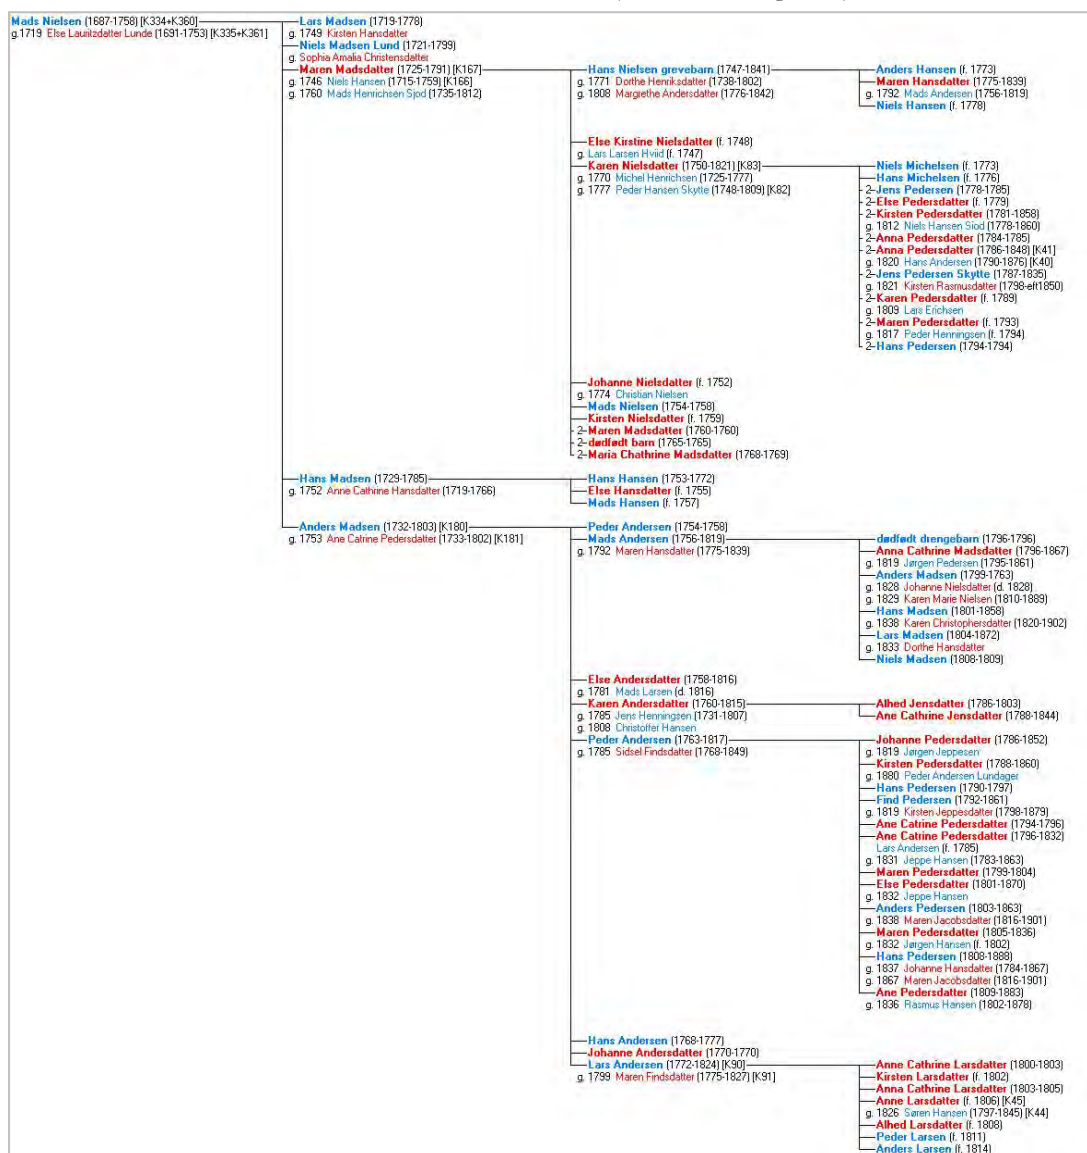 Mads Nielsen (1687-1758) [K334+K360]
g.1719 Else Lauritzdatter Lunde (1691-1753) [K335+K361]
Lars Madsen (1719-1778)
g. 1749 Kirsten Hansdatter
Niels Madsen Lund (1721-1799)
g. Sophia Amalia Christensdatter
Maren Madsdatter (1725-1791) [K167]
g. 1746 Niels Hansen (1715-1759) [K166]
g. 1760 Mads Henrichsen Sjod (1735-1812)
Hans Nielsen grevebarn (1747-1841)
g. 1771 Dorthe Henriksdatter (1738-1802)
g. 1808 Margrethe Andersdatter (1776-1842)
Anders Hansen (f. 1773)
Maren Hansdatter (1775-1839)
g. 1792 Mads Andersen (1756-1819)
Niels Hansen (f. 1778)
Else Kirstine Nielsdatter (f. 1748)
g. Lars Larsen Hviid (f. 1747)
Karen Nielsdatter (1750-1821) [K83]
g. 1770 Michel Henrichsen (1725-1777)
g. 1777 Peder Hansen Skytte (1748-1809) [K82]
Niels Michelsen (f. 1773)
Hans Michelsen (f. 1776)
2-Jens Pedersen (1778-1785)
2-Else Pedersdatter (f. 1779)
2-Kirsten Pedersdatter (1781-1858)
g. 1812 Niels Hansen Siod (1778-1860)
2-Anna Pedersdatter (1784-1785)
2-Anna Pedersdatter (1786-1848) [K41]
g. 1820 Hans Andersen (1790-1876) [K40]
2-Jens Pedersen Skytte (1787-1835)
g. 1821 Kirsten Rasmusdatter (1798-eft1850)
2-Karen Pedersdatter (f. 1789)
g. 1809 Lars Erichsen
2-Maren Pedersdatter (f. 1793)
g. 1817 Peder Henningsen (f. 1794)
2-Hans Pedersen (1794-1794)
Johanne Nielsdatter (f. 1752)
g. 1774 Christian Nielsen
Mads Nielsen (1754-1758)
Kirsten Nielsdatter (f. 1759)
2-Maren Madsdatter (1760-1760)
2-dødfødt barn (1765-1765)
2-Maria Chathrine Madsdatter (1768-1769)
Hans Madsen (1729-1785)
g. 1752 Anne Cathrine Hansdatter (1719-1766)
Hans Hansen (1753-1772)
Else Hansdatter (f. 1755)
Mads Hansen (f. 1757)
Anders Madsen (1732-1803) [K180]
g. 1753 Ane Catrine Pedersdatter (1733-1802) [K181]
Peder Andersen (1754-1758)
Mads Andersen (1756-1819)
g. 1792 Maren Hansdatter (1775-1839)
dødfødt drengebarn (1796-1796)
Anna Cathrine Madsdatter (1796-1867)
g. 1819 Jørgen Pedersen (1795-1861)
Anders Madsen (1799-1763)
g. 1828 Johanne Nielsdatter (d. 1828)
g. 1829 Karen Marie Nielsen (1810-1889)
Hans Madsen (1801-1858)
g. 1838 Karen Christophersdatter (1820-1902)
Lars Madsen (1804-1872)
g. 1833 Dorthe Hansdatter
Niels Madsen (1808-1809)
Else Andersdatter (1758-1816)
g. 1781 Mads Larsen (d. 1816)
Karen Andersdatter (1760-1815)
g. 1785 Jens Henningsen (1731-1807)
g. 1808 Christoffer Hansen
Alhed Jensdatter (1786-1803)
Ane Cathrine Jensdatter (1788-1844)
Peder Andersen (1763-1817)
g. 1785 Sidsel Findsdatter (1768-1849)
Johanne Pedersdatter (1786-1852)
g. 1819 Jørgen Jeppesen
Kirsten Pedersdatter (1788-1860)
g. 1880 Peder Andersen Lundager
Hans Pedersen (1790-1797)
Find Pedersen (1792-1861)
g. 1819 Kirsten Jeppesdatter (1798-1879)
Ane Catrine Pedersdatter (1794-1796)
Ane Catrine Pedersdatter (1796-1832)
Lars Andersen (f. 1785)
g. 1831 Jeppe Hansen (1783-1863)
Maren Pedersdatter (1799-1804)
Else Pedersdatter (1801-1870)
g. 1832 Jeppe Hansen
Anders Pedersen (1803-1863)
g. 1838 Maren Jacobsdatter (1816-1901)
Maren Pedersdatter (1805-1836)
g. 1832 Jørgen Hansen (f. 1802)
Hans Pedersen (1808-1888)
g. 1837 Johanne Hansdatter (1784-1867)
g. 1867 Maren Jacobsdatter (1816-1901)
Ane Pedersdatter (1809-1883)
g. 1836 Rasmus Hansen (1802-1878)
Hans Andersen (1768-1777)
Johanne Andersdatter (1770-1770)
Lars Andersen (1772-1824) [K90]
g. 1799 Maren Findsdatter (1775-1827) [K91]
Anne Cathrine Larsdatter (1800-1803)
Kirsten Larsdatter (f. 1802)
Anna Cathrine Larsdatter (1803-1805)
Anne Larsdatter (f. 1806) [K45]
g. 1826 Søren Hansen (1797-1845) [K44]
Alhed Larsdatter (f. 1808)
Peder Larsen (f. 1811)
Anders Larsen (f. 1814)